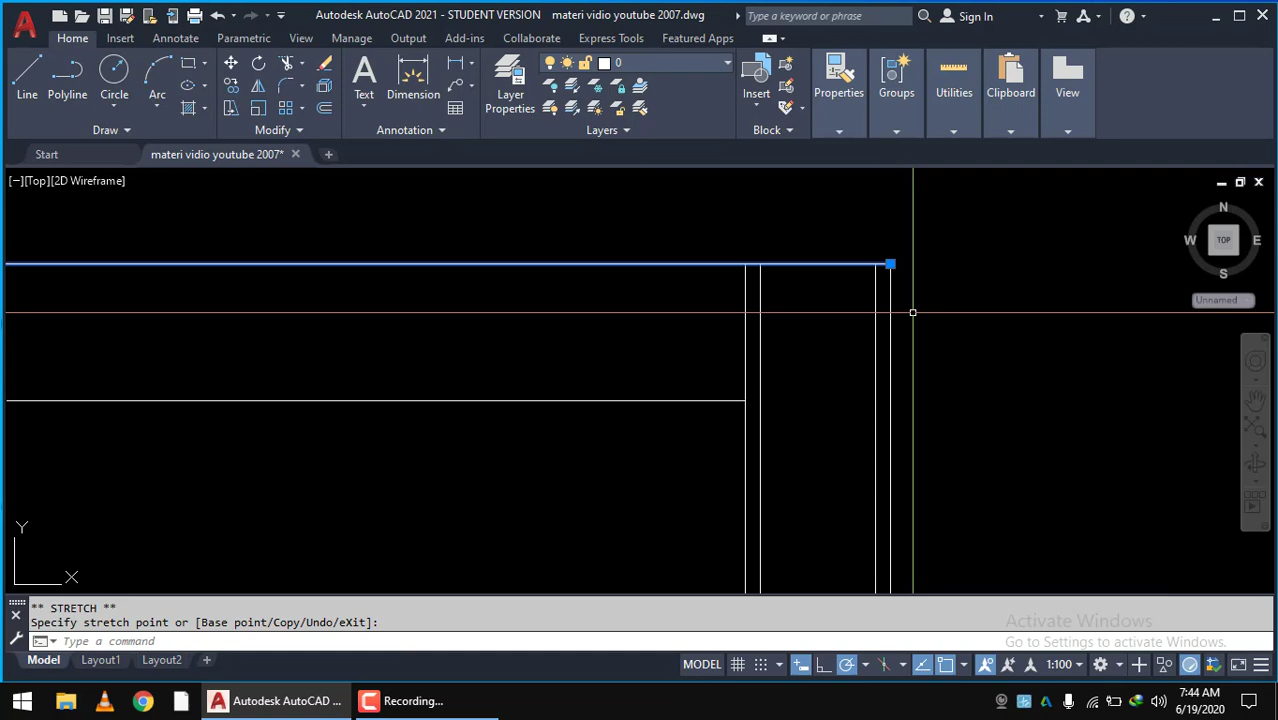 Autodesk AutoCAD 2021 - STUDENT VERSION materi vidio youtube 2007.dwg
Type a keyword or phrase
Sign In
Home Insert Annotate Parametric View Manage Output Add-ins Collaborate Express Tools Featured Apps
Line Polyline Circle Arc
Text Dimension
Layer Properties
0
Insert
Properties Groups Utilities Clipboard View
Draw Modify Annotation Layers Block
Start materi vidio youtube 2007*
[−][Top][2D Wireframe]
N
W TOP E
S
Unnamed
Y
X
** STRETCH **
Specify stretch point or [Base point/Copy/Undo/eXit]:
Type a command
Activate Windows
Go to Settings to activate Windows.
Model Layout1 Layout2
MODEL 1:100
Autodesk AutoCAD ... Recording...
7:44 AM
6/19/2020